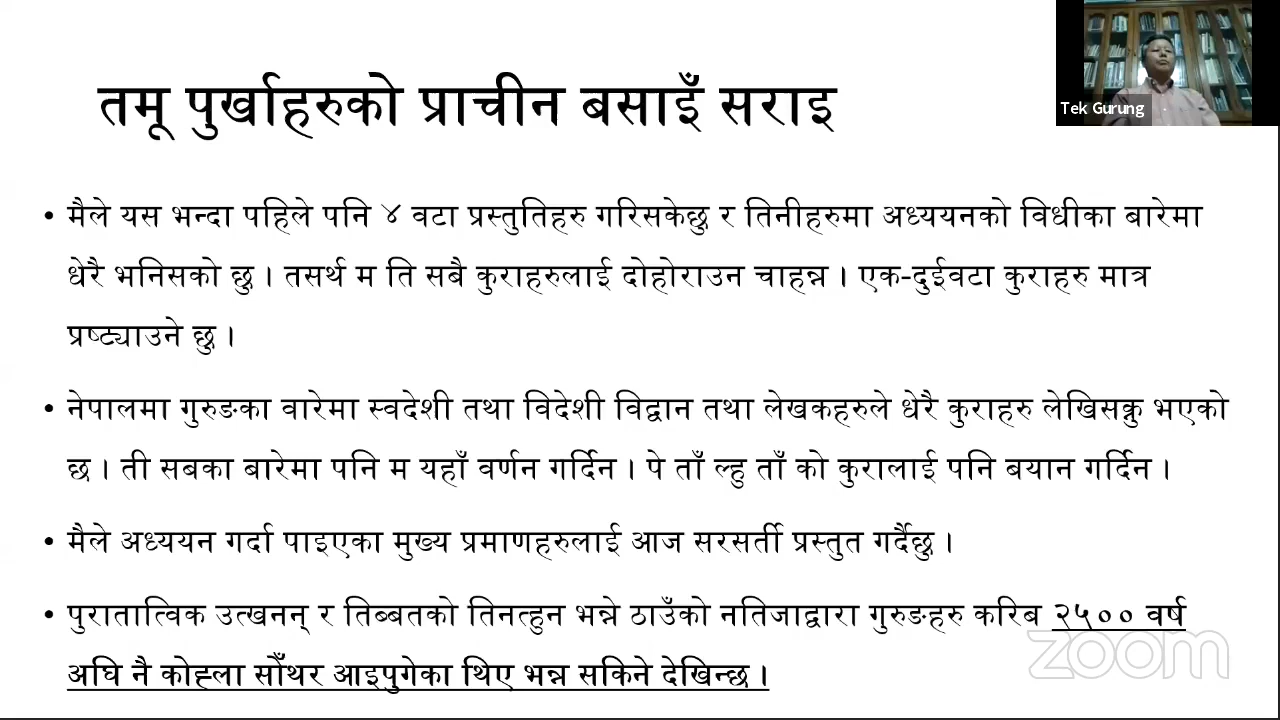 तमू पुर्खाहरुको प्राचीन बसाइँ सराइ
Tek Gurung
• मैले यस भन्दा पहिले पनि ४ वटा प्रस्तुतिहरु गरिसकेछु र तिनीहरुमा अध्ययनको विधीका बारेमा
धेरै भनिसको छु । तसर्थ म ति सबै कुराहरुलाई दोहोराउन चाहन्न । एक-दुईवटा कुराहरु मात्र
प्रष्ट्याउने छु ।
• नेपालमा गुरुङका वारेमा स्वदेशी तथा विदेशी विद्वान तथा लेखकहरुले धेरै कुराहरु लेखिसक्नु भएको
छ । ती सबका बारेमा पनि म यहाँ वर्णन गर्दिन । पे ताँ ल्हु ताँ को कुरालाई पनि बयान गर्दिन ।
• मैले अध्ययन गर्दा पाइएका मुख्य प्रमाणहरुलाई आज सरसर्ती प्रस्तुत गर्दैछु ।
• पुरातात्विक उत्खनन् र तिब्बतको तिनत्हुन भन्ने ठाउँको नतिजाद्वारा गुरुङहरु करिब २५०० वर्ष
अघि नै कोह्ला सोँथर आइपुगेका थिए भन्न सकिने देखिन्छ ।
zoom